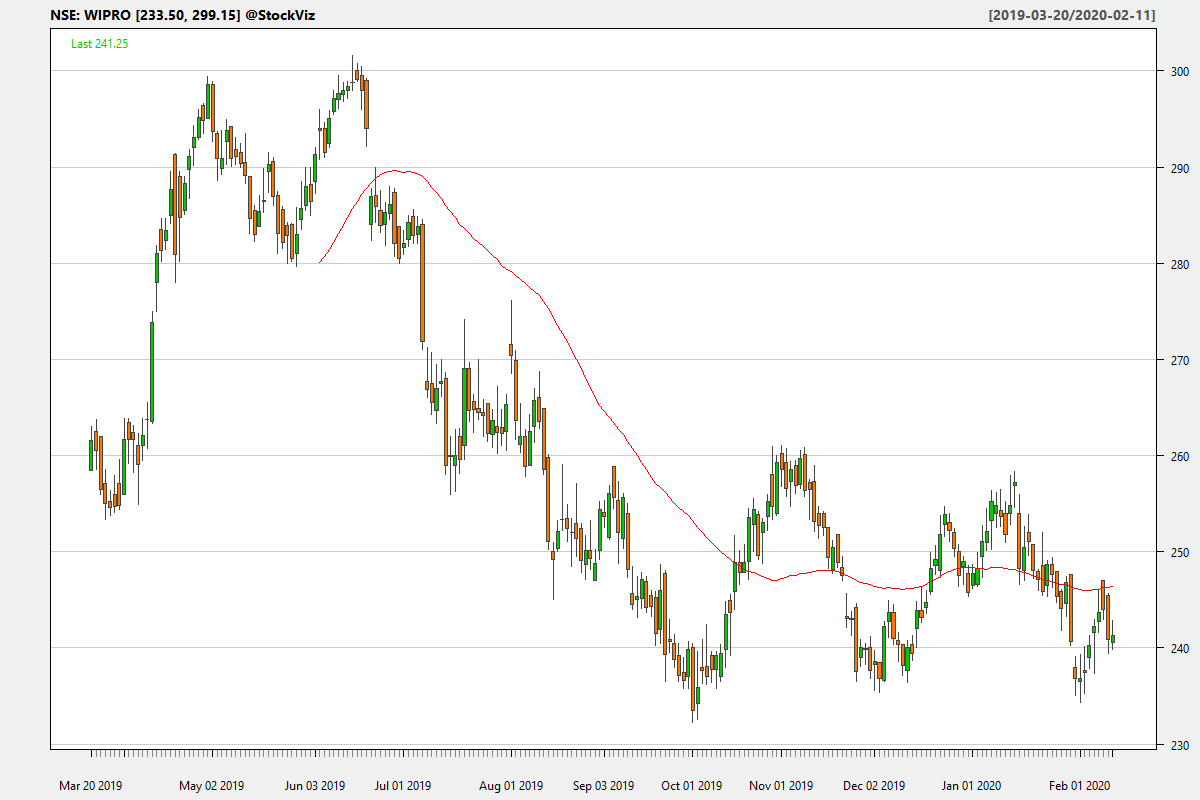 NSE: WIPRO [233.50, 299.15] @StockViz [2019-03-20/2020-02-11]
Last 241.25
300
290
280
270
260
250
240
230
Mar 20 2019 May 02 2019 Jun 03 2019 Jul 01 2019 Aug 01 2019 Sep 03 2019 Oct 01 2019 Nov 01 2019 Dec 02 2019 Jan 01 2020 Feb 01 2020